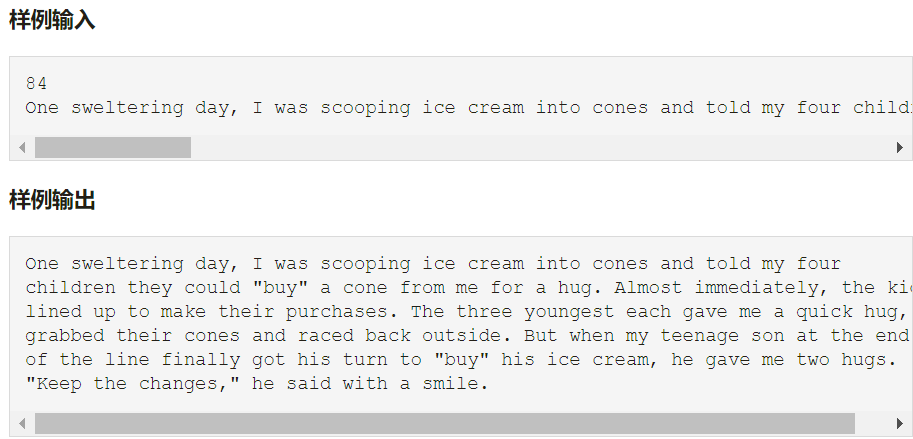 样例输入
84
One sweltering day, I was scooping ice cream into cones and told my four
样例输出
One sweltering day, I was scooping ice cream into cones and told my four
children they could "buy" a cone from me for a hug. Almost immediately, the
lined up to make their purchases. The three youngest each gave me a quick hug,
grabbed their cones and raced back outside. But when my teenage son at the end
of the line finally got his turn to "buy" his ice cream, he gave me two hugs.
"Keep the changes," he said with a smile.